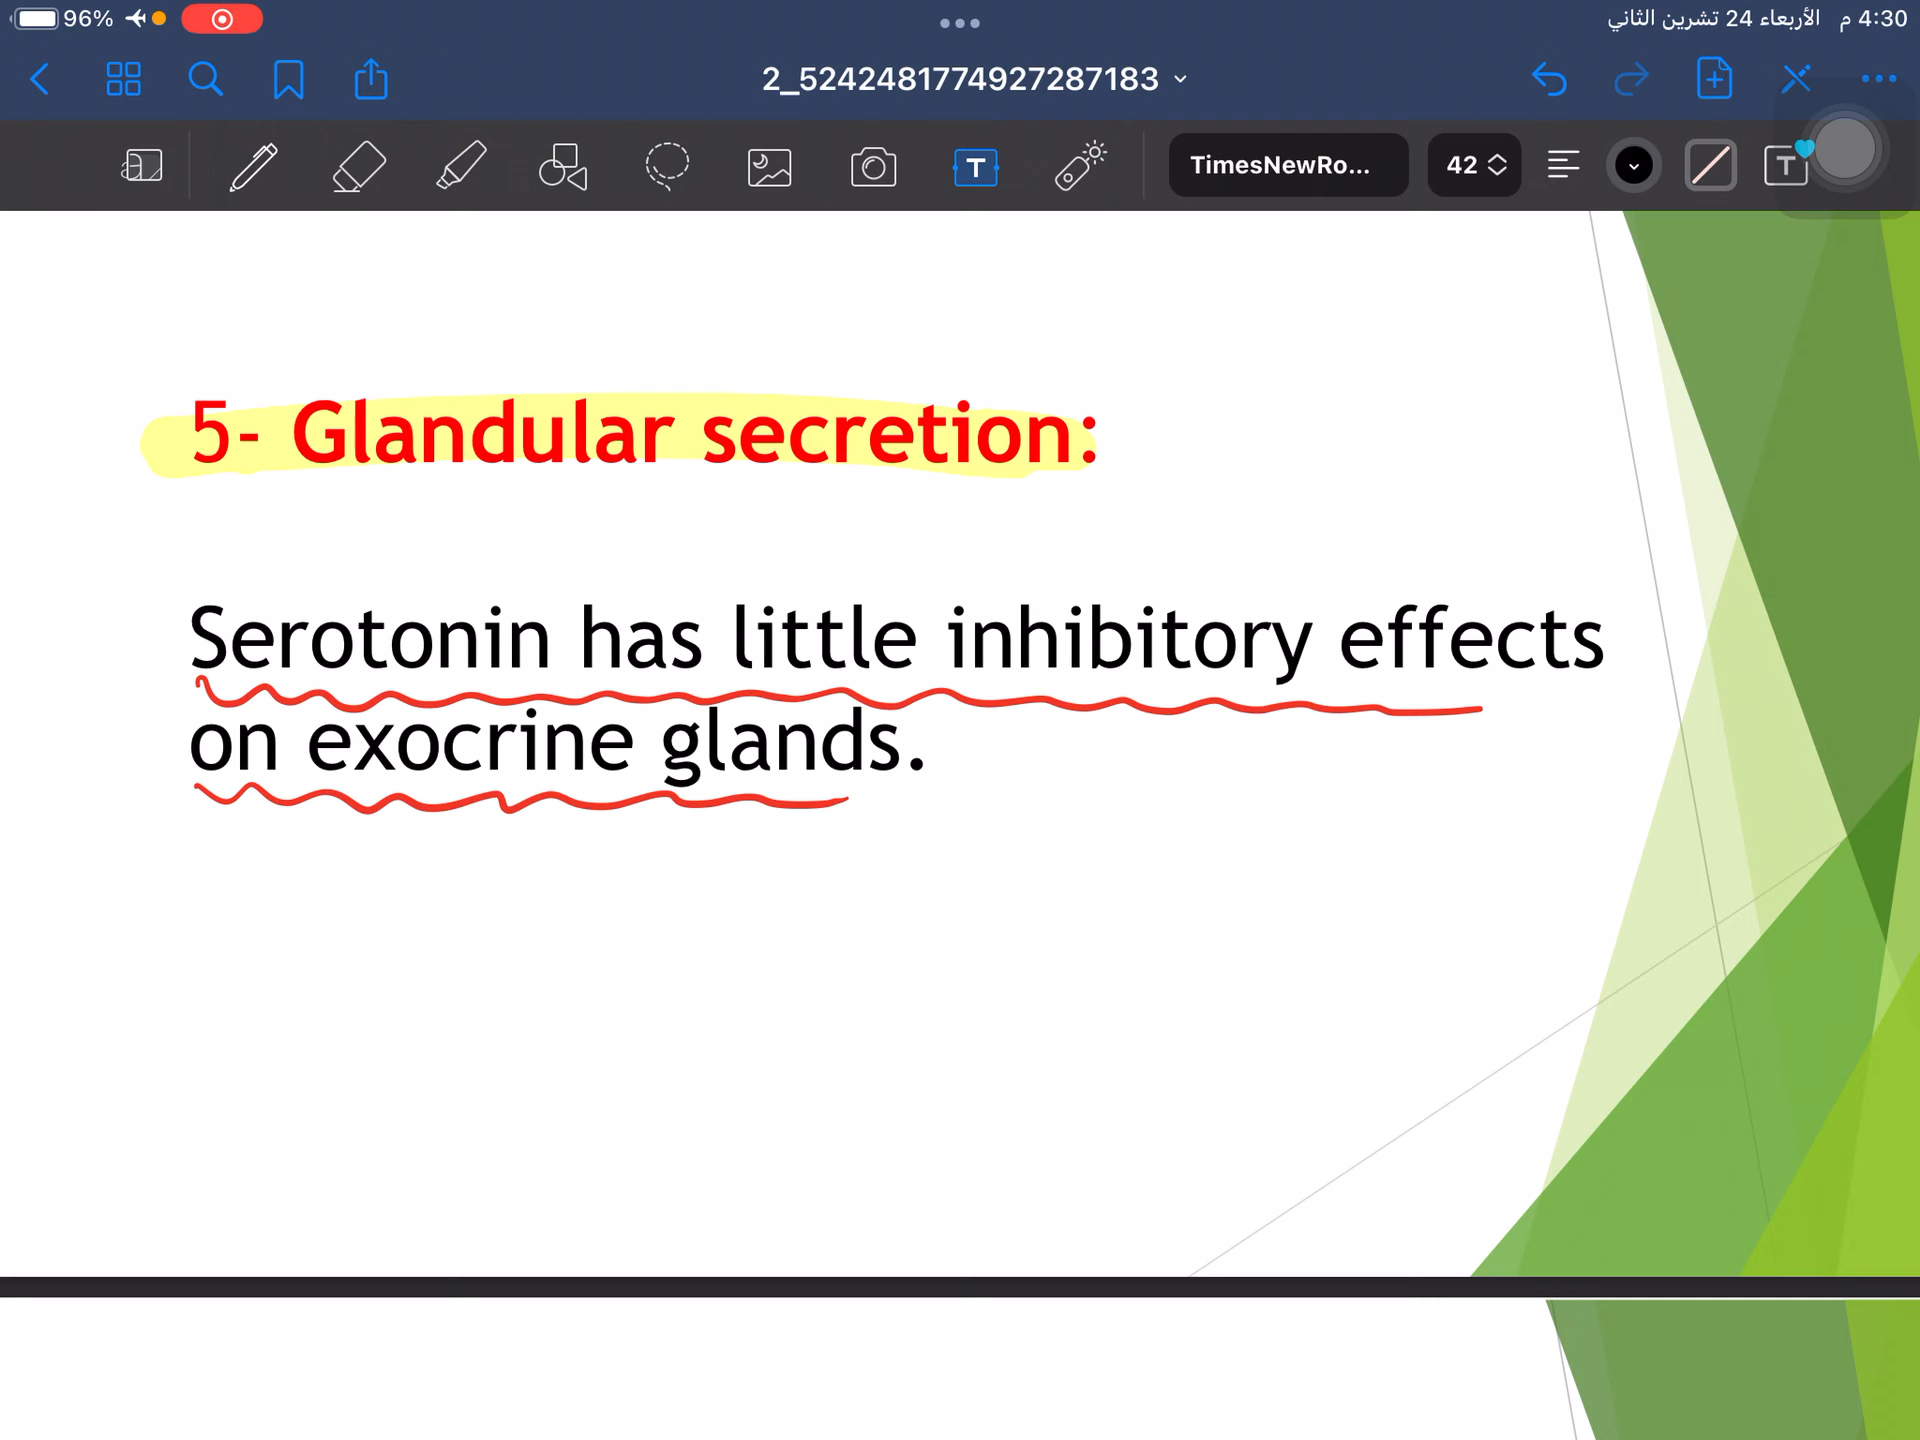 96%
4:30 م الأربعاء 24 تشرين الثاني
2_5242481774927287183
TimesNewRo...
42
5- Glandular secretion:
Serotonin has little inhibitory effects
on exocrine glands.